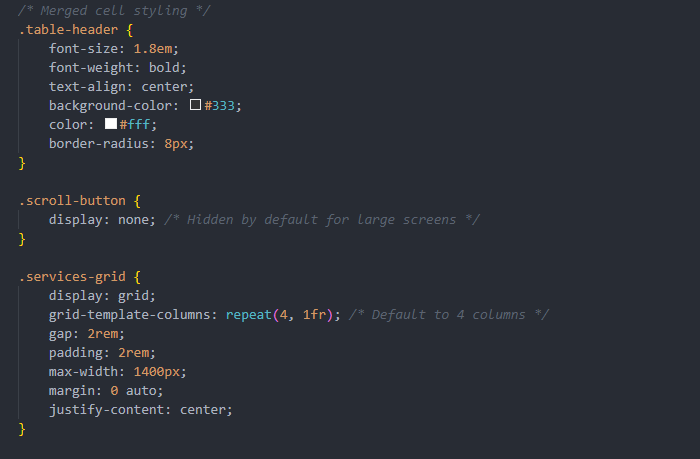 /* Merged cell styling */
.table-header {
    font-size: 1.8em;
    font-weight: bold;
    text-align: center;
    background-color: #333;
    color: #fff;
    border-radius: 8px;
}

.scroll-button {
    display: none; /* Hidden by default for large screens */
}

.services-grid {
    display: grid;
    grid-template-columns: repeat(4, 1fr); /* Default to 4 columns */
    gap: 2rem;
    padding: 2rem;
    max-width: 1400px;
    margin: 0 auto;
    justify-content: center;
}